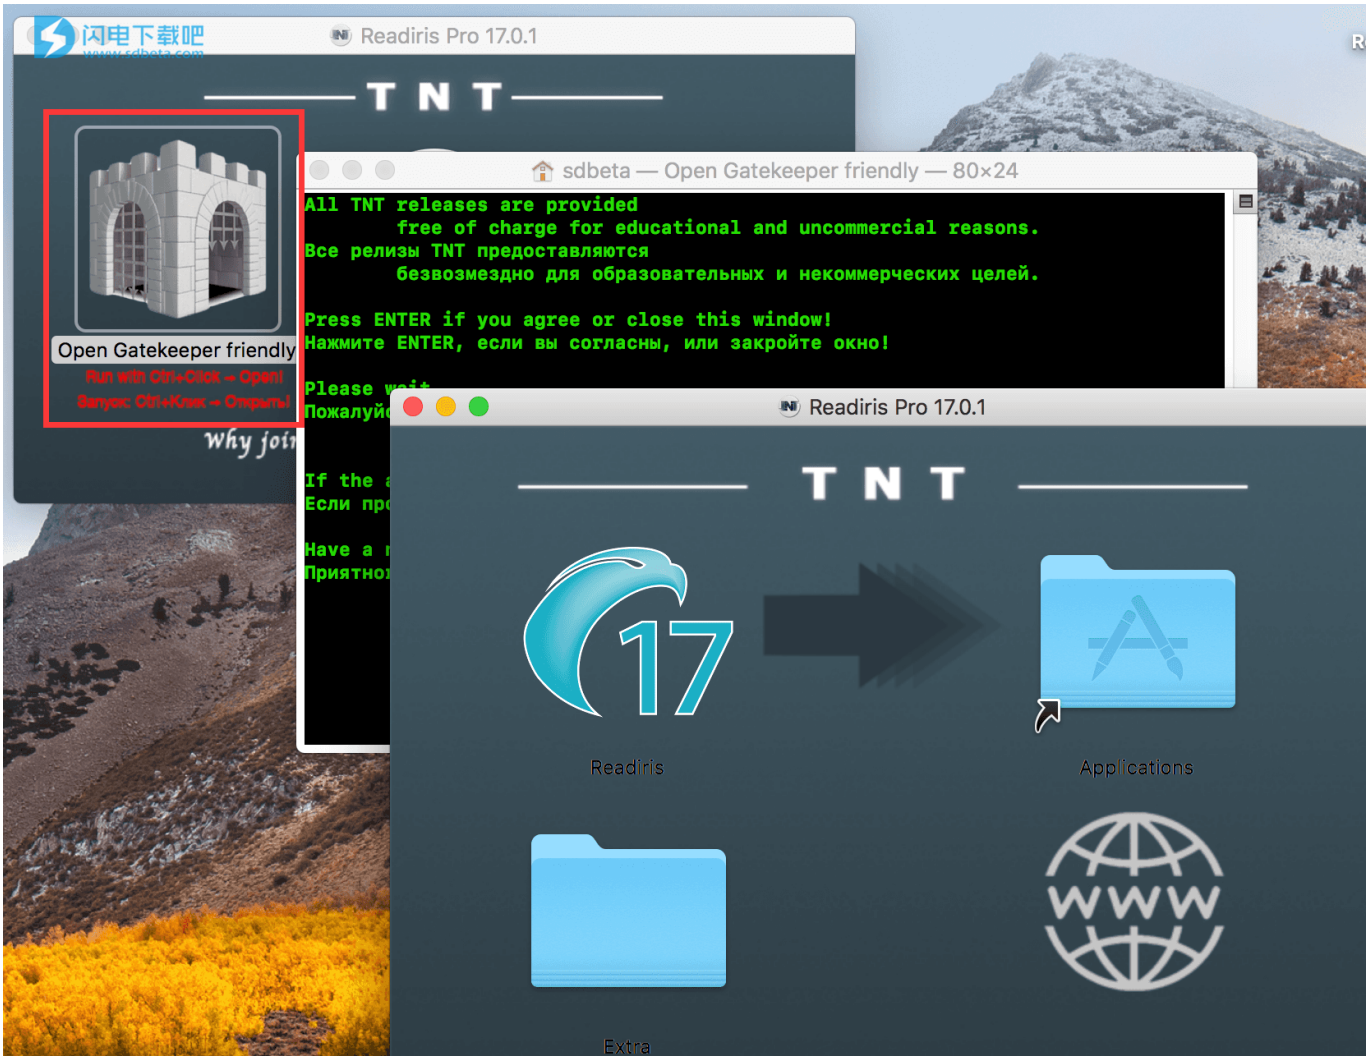 闪电下载吧
www.sdbeta.com
Readiris Pro 17.0.1
TNT
Open Gatekeeper friendly
Run with Ctrl+Click → Open!
Запуск: Ctrl+Клик → Открыть!
Why join
sdbeta — Open Gatekeeper friendly — 80×24
All TNT releases are provided
free of charge for educational and uncommercial reasons.
Все релизы TNT предоставляются
безвозмездно для образовательных и некоммерческих целей.
Press ENTER if you agree or close this window!
Нажмите ENTER, если вы согласны, или закройте окно!
Please wait
Пожалуйс
If the a
Если про
Have a
Приятно
Readiris Pro 17.0.1
TNT
17
Readiris
Applications
WWW
Extra